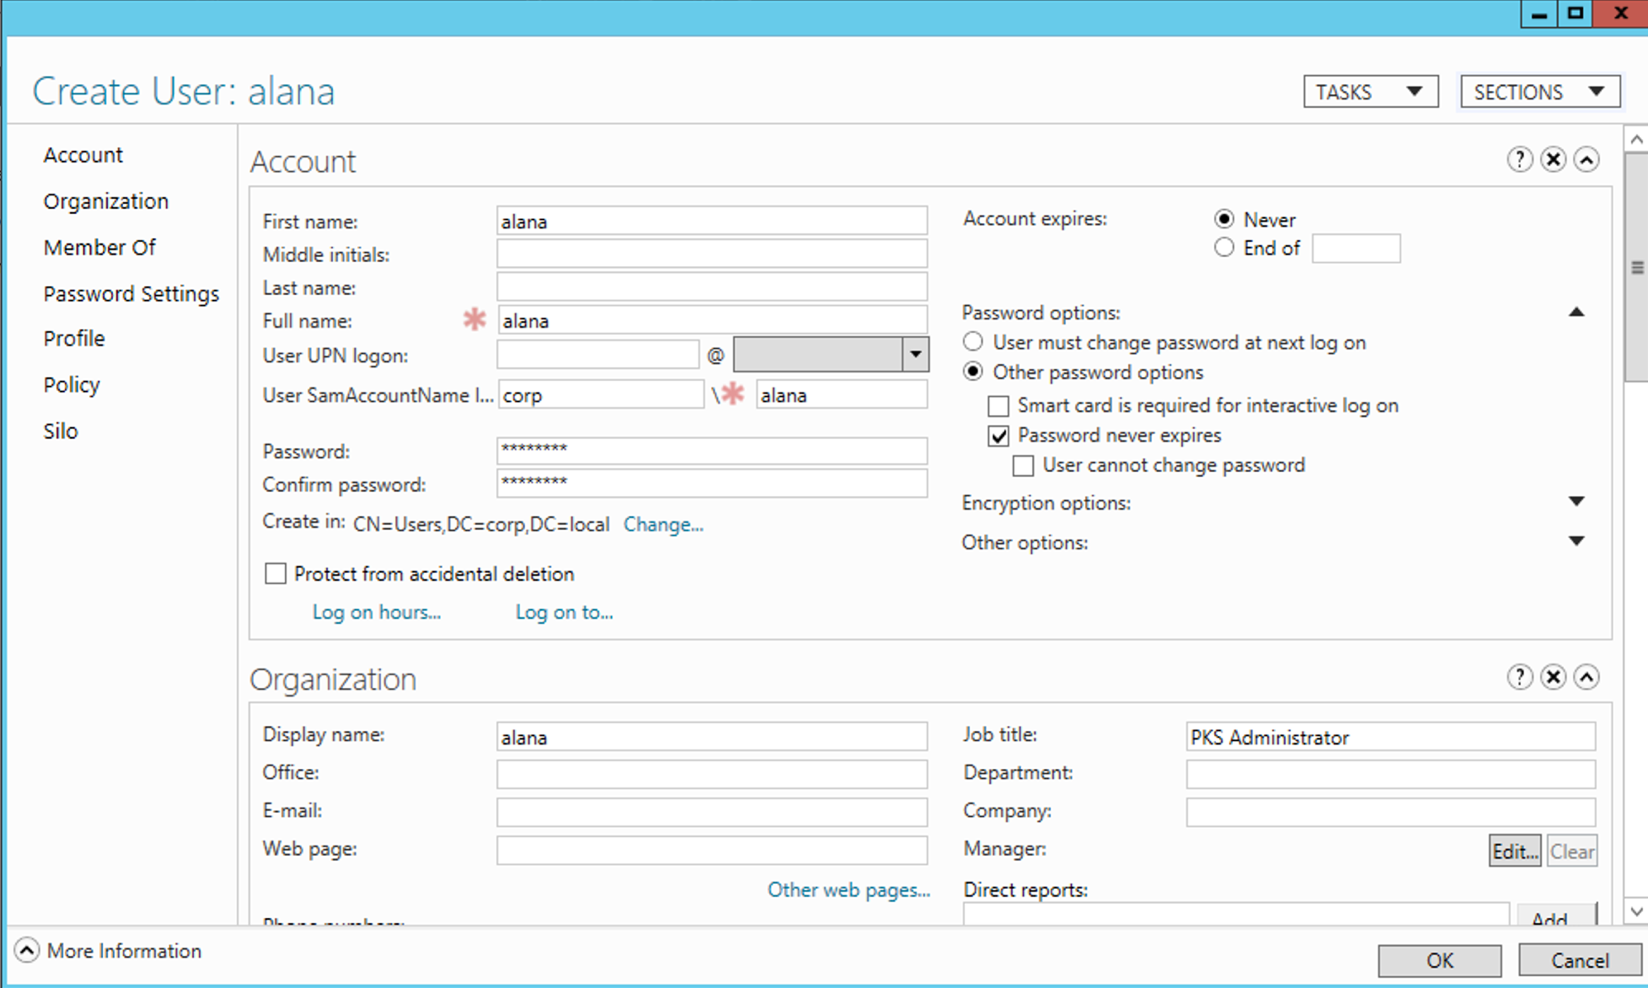 Create User: alana
TASKS
SECTIONS
Account
Organization
Member Of
Password Settings
Profile
Policy
Silo
Account
First name: alana
Middle initials:
Last name:
Full name: * alana
User UPN logon: @
User SamAccountName l... corp \* alana
Password: ********
Confirm password: ********
Create in: CN=Users,DC=corp,DC=local Change...
Protect from accidental deletion
Log on hours... Log on to...
Account expires: Never
End of
Password options:
User must change password at next log on
Other password options
Smart card is required for interactive log on
Password never expires
User cannot change password
Encryption options:
Other options:
Organization
Display name: alana
Office:
E-mail:
Web page:
Other web pages...
Phone numbers:
Job title: PKS Administrator
Department:
Company:
Manager: Edit... Clear
Direct reports:
Add
More Information
OK Cancel